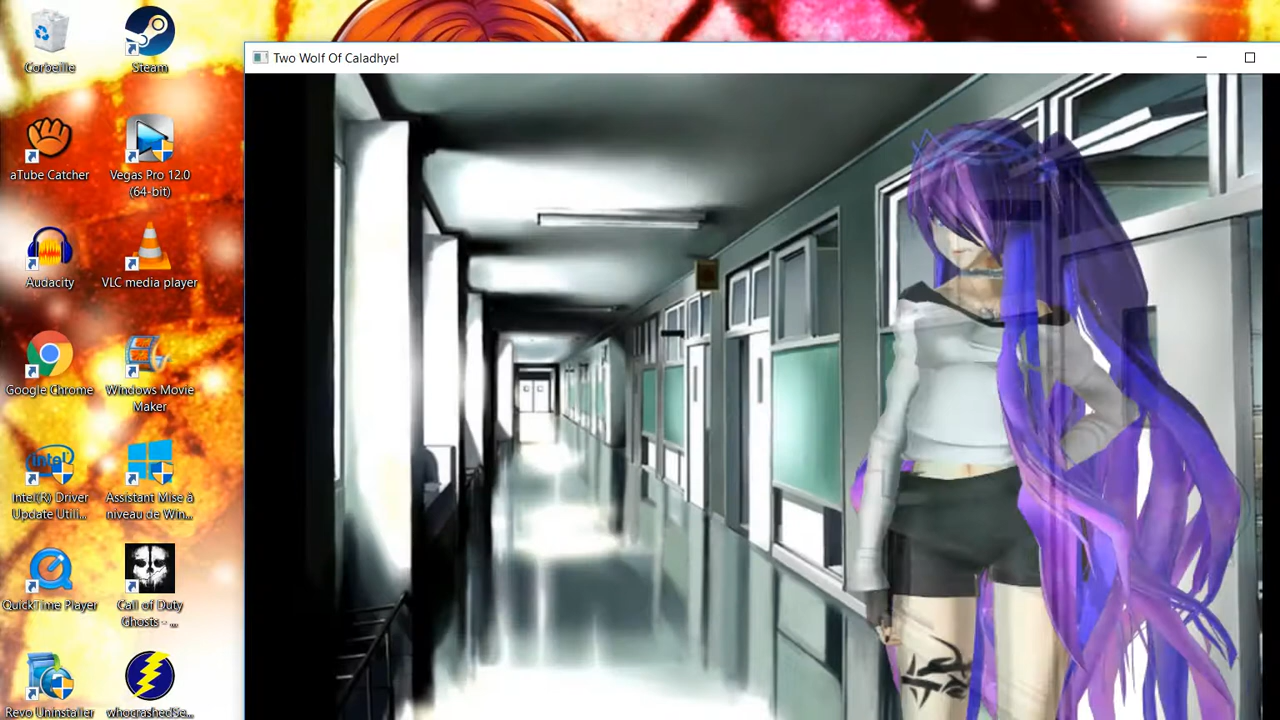 Two Wolf Of Caladhyel
Corbeille
Steam
aTube Catcher
Vegas Pro 12.0
(64-bit)
Audacity
VLC media player
Google Chrome
Windows Movie
Maker
intel
Intel(R) Driver
Update Utili...
Assistant Mise à
niveau de Win...
QuickTime Player
Call of Duty
Ghosts - ...
Revo Uninstaller
whocrashedSe...